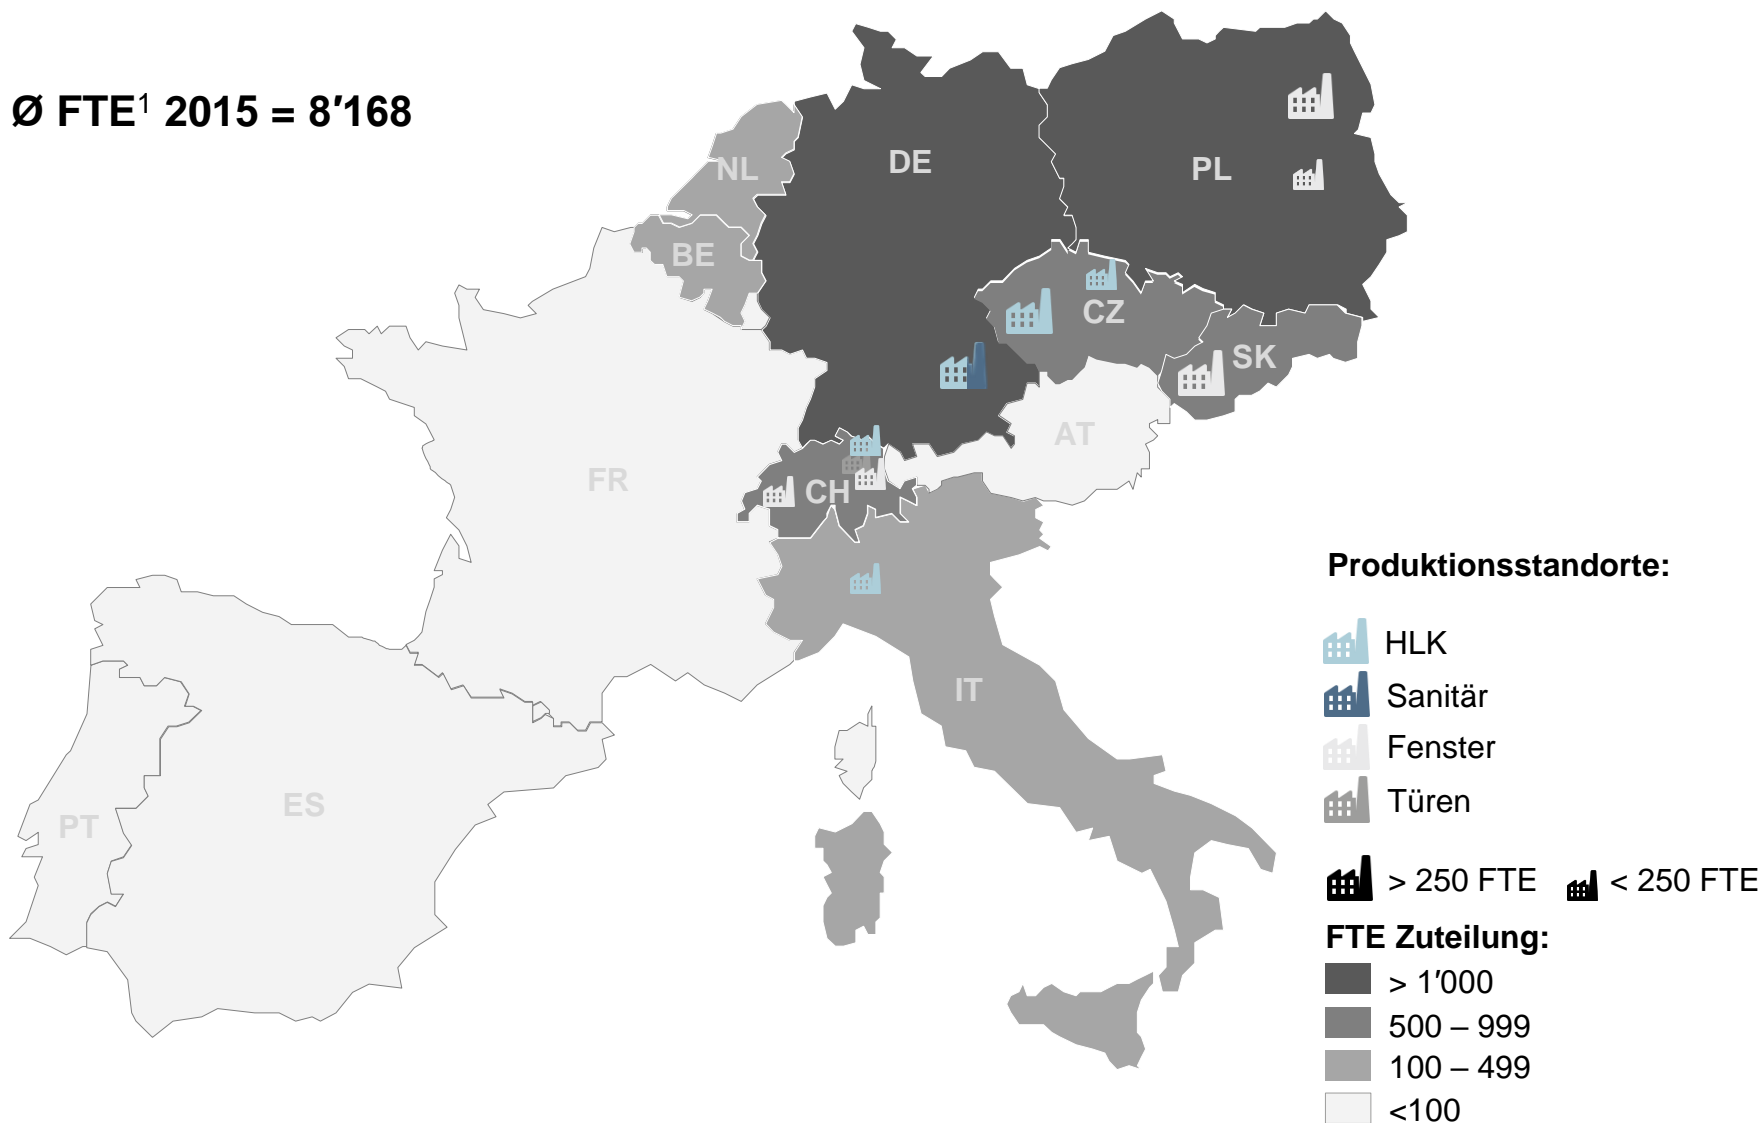 Ø FTE¹ 2015 = 8′168
NL
DE
PL
BE
CZ
SK
AT
FR
CH
IT
ES
PT
Produktionsstandorte:
HLK
Sanitär
Fenster
Türen
> 250 FTE < 250 FTE
FTE Zuteilung:
> 1′000
500 – 999
100 – 499
<100